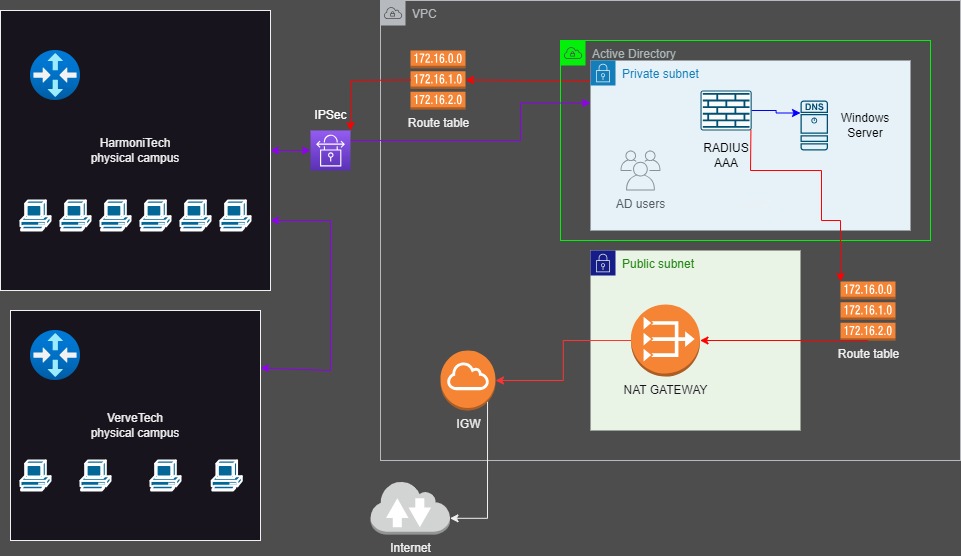 VPC
HarmoniTech
physical campus
IPSec
172.16.0.0
172.16.1.0
172.16.2.0
Route table
Active Directory
Private subnet
RADIUS
AAA
DNS
Windows
Server
AD users
Public subnet
NAT GATEWAY
172.16.0.0
172.16.1.0
172.16.2.0
Route table
VerveTech
physical campus
IGW
Internet